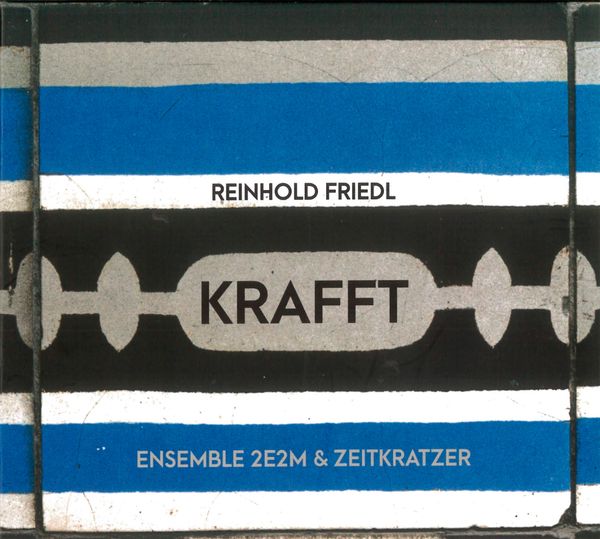 REINHOLD FRIEDL
KRAFFT
ENSEMBLE 2E2M & ZEITKRATZER